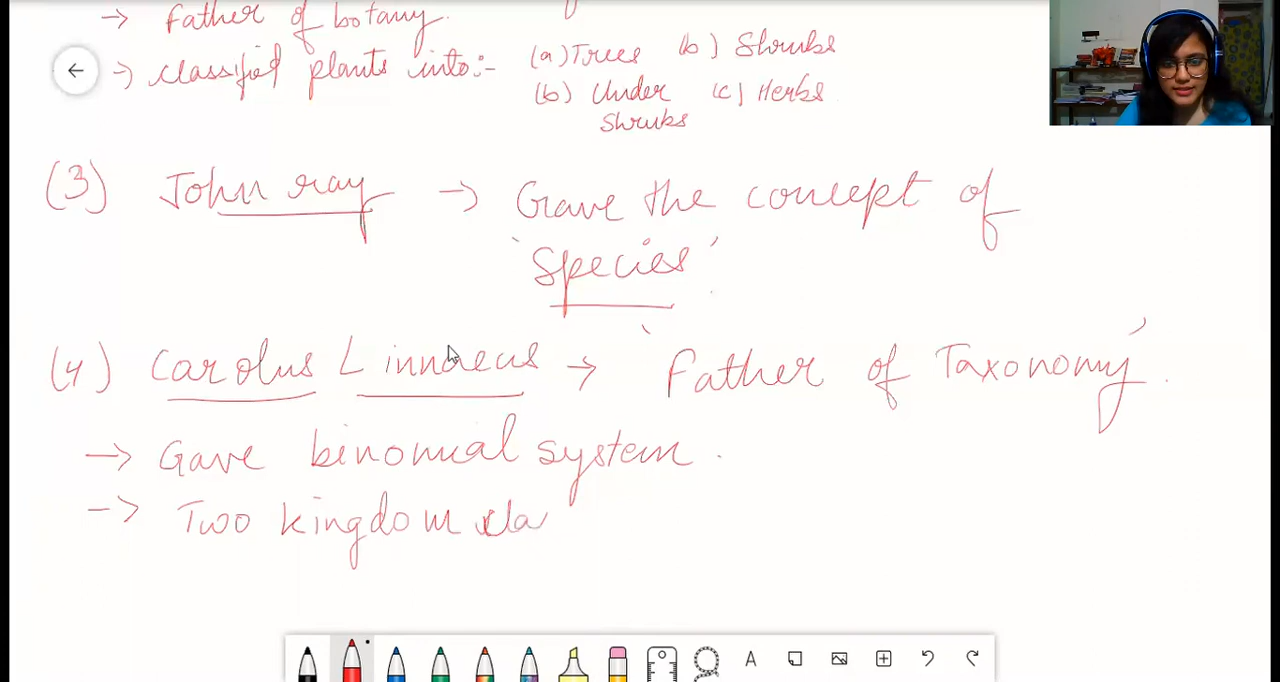 -> Father of botany.
-> classified plants into:- (a) Trees (b) Shrubs
(b) Under Shrubs (c) Herbs
(3) John ray -> Gave the concept of
'Species'.
(4) Carolus Linnaeus -> 'Father of Taxonomy'.
-> Gave binomial system.
-> Two kingdom cla
A